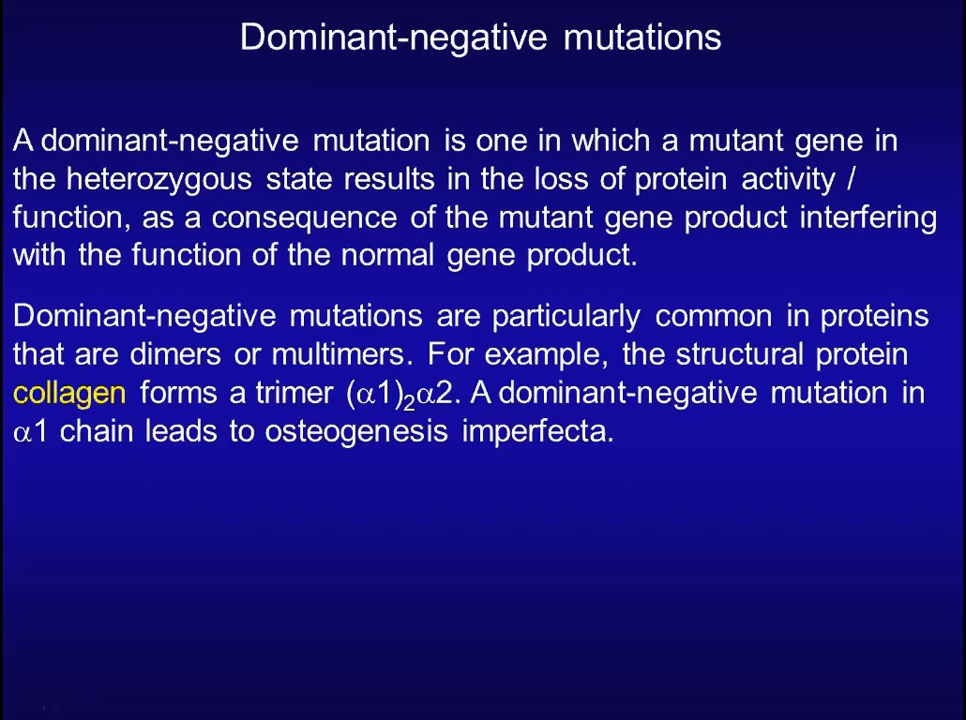 Dominant-negative mutations
A dominant-negative mutation is one in which a mutant gene in
the heterozygous state results in the loss of protein activity /
function, as a consequence of the mutant gene product interfering
with the function of the normal gene product.
Dominant-negative mutations are particularly common in proteins
that are dimers or multimers. For example, the structural protein
collagen forms a trimer (α1)₂α2. A dominant-negative mutation in
α1 chain leads to osteogenesis imperfecta.